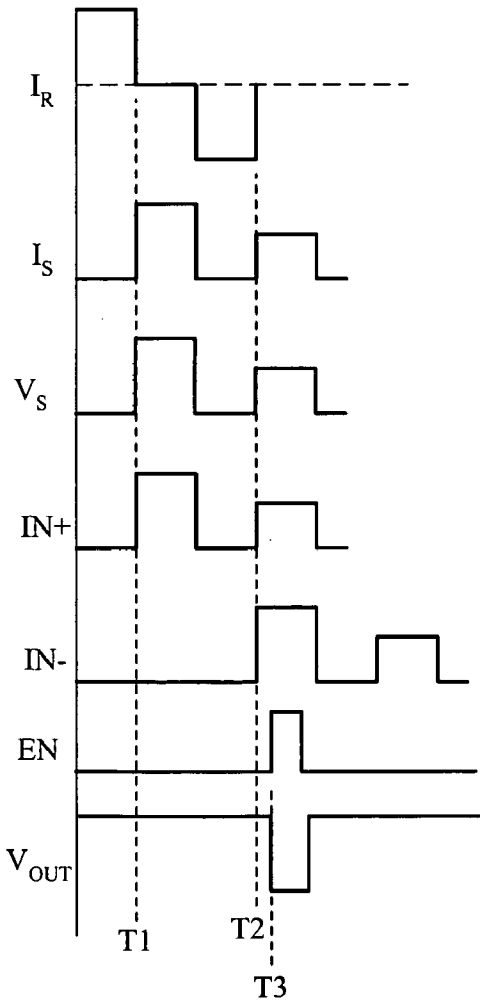 I_R
I_S
V_S
IN+
IN-
EN
V_OUT
T1
T2
T3